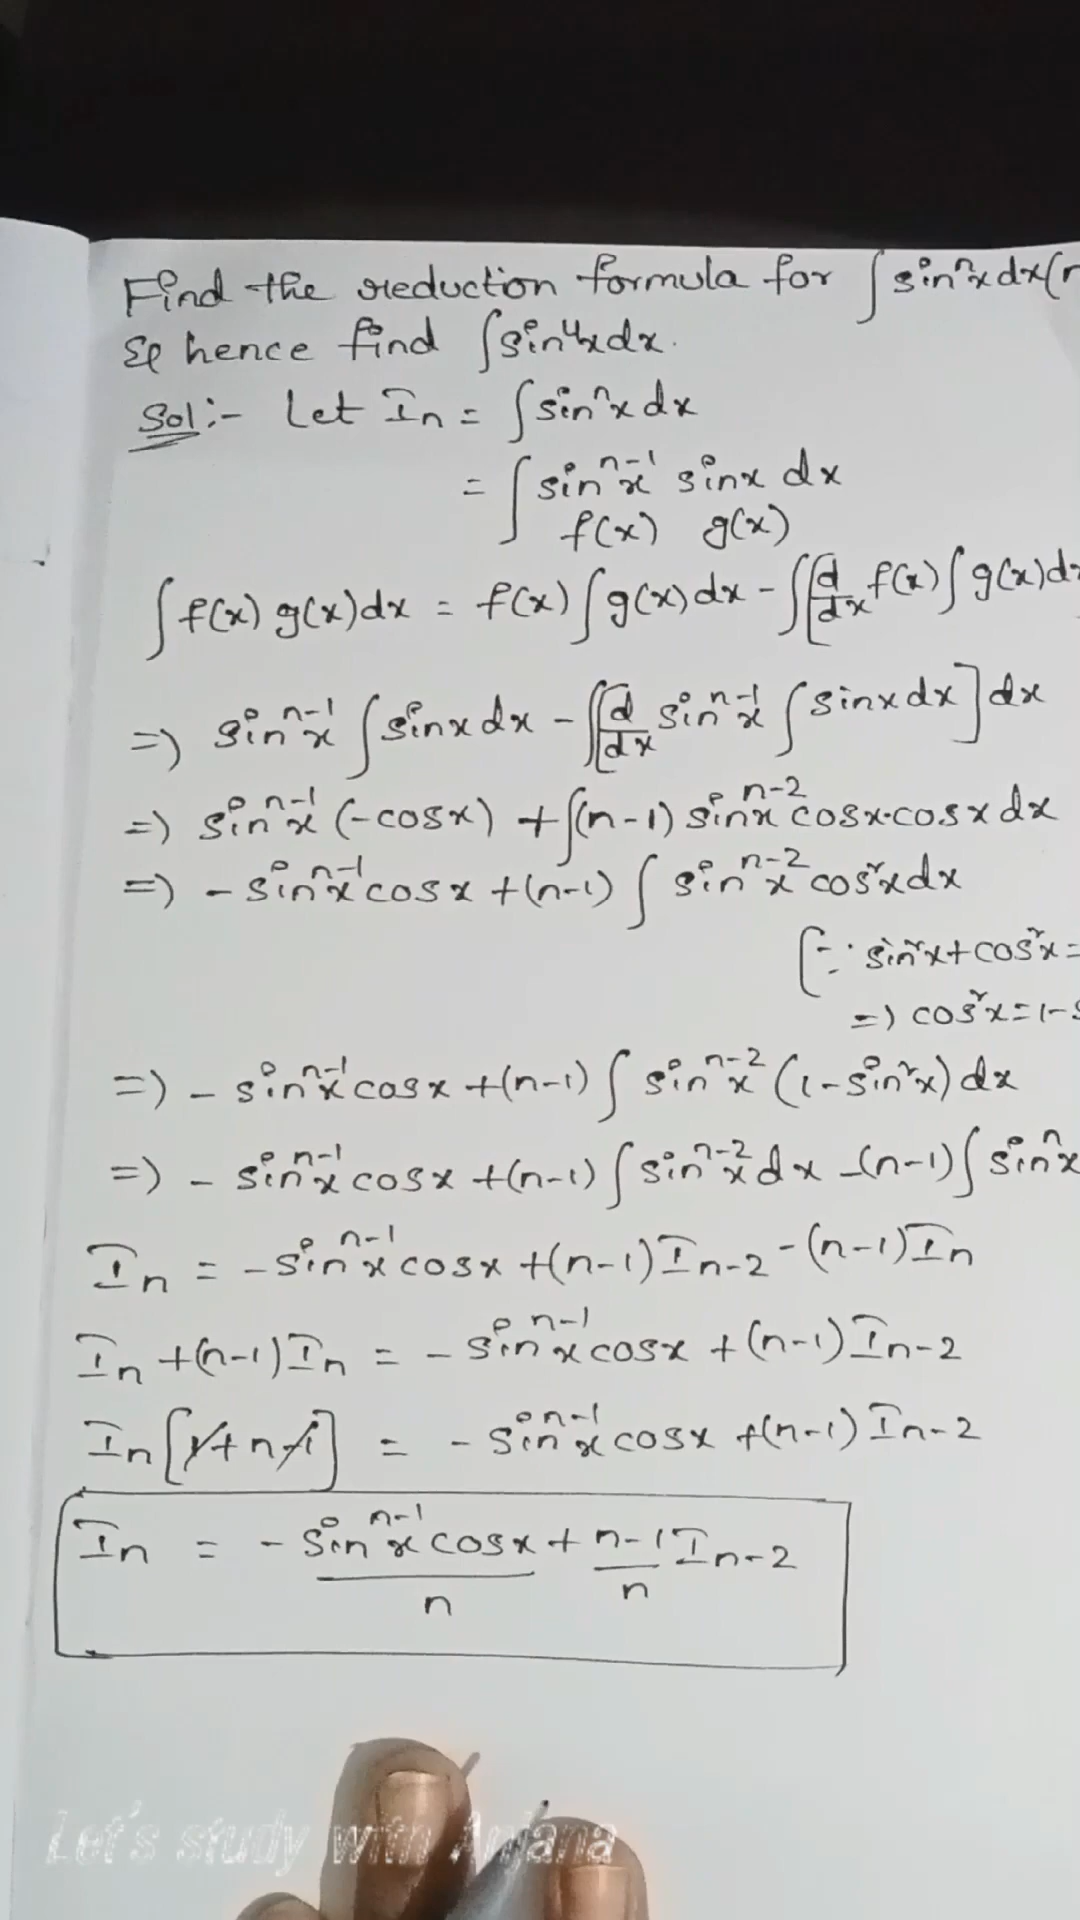 Find the reduction formula for ∫ sinⁿx dx (n
& hence find ∫ sin⁴x dx.
Sol:- Let Iₙ = ∫ sinⁿx dx
= ∫ sinⁿ⁻¹x sinx dx
f(x) g(x)
∫ f(x) g(x) dx = f(x) ∫ g(x) dx - ∫[d/dx f(x) ∫ g(x) d
=> sinⁿ⁻¹x ∫ sinx dx - ∫[d/dx sinⁿ⁻¹x ∫ sinx dx] dx
=> sinⁿ⁻¹x (-cosx) + ∫(n-1) sinⁿ⁻²x cosx.cosx dx
=> - sinⁿ⁻¹x cosx + (n-1) ∫ sinⁿ⁻²x cos²x dx
[∵ sin²x + cos²x =
=> cos²x = 1-
=> - sinⁿ⁻¹x cosx + (n-1) ∫ sinⁿ⁻²x (1-sin²x) dx
=> - sinⁿ⁻¹x cosx + (n-1) ∫ sinⁿ⁻²x dx - (n-1) ∫ sinⁿx
Iₙ = - sinⁿ⁻¹x cosx + (n-1) Iₙ₋₂ - (n-1) Iₙ
Iₙ + (n-1) Iₙ = - sinⁿ⁻¹x cosx + (n-1) Iₙ₋₂
Iₙ [1 + n - 1] = - sinⁿ⁻¹x cosx + (n-1) Iₙ₋₂
Iₙ = - sinⁿ⁻¹x cosx / n + n-1 / n Iₙ₋₂
Let's study with Anjana